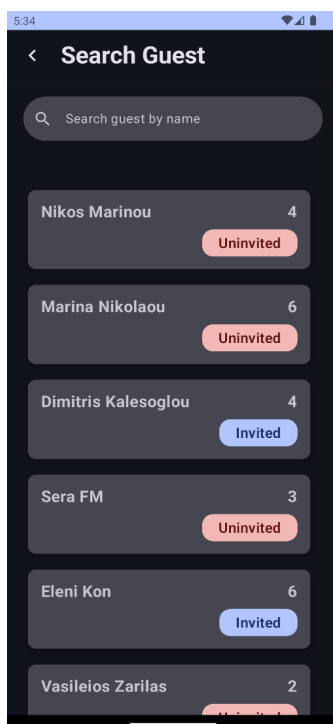 5:34
Search Guest
Search guest by name
Nikos Marinou 4
Uninvited
Marina Nikolaou 6
Uninvited
Dimitris Kalesoglou 4
Invited
Sera FM 3
Uninvited
Eleni Kon 6
Invited
Vasileios Zarilas 2